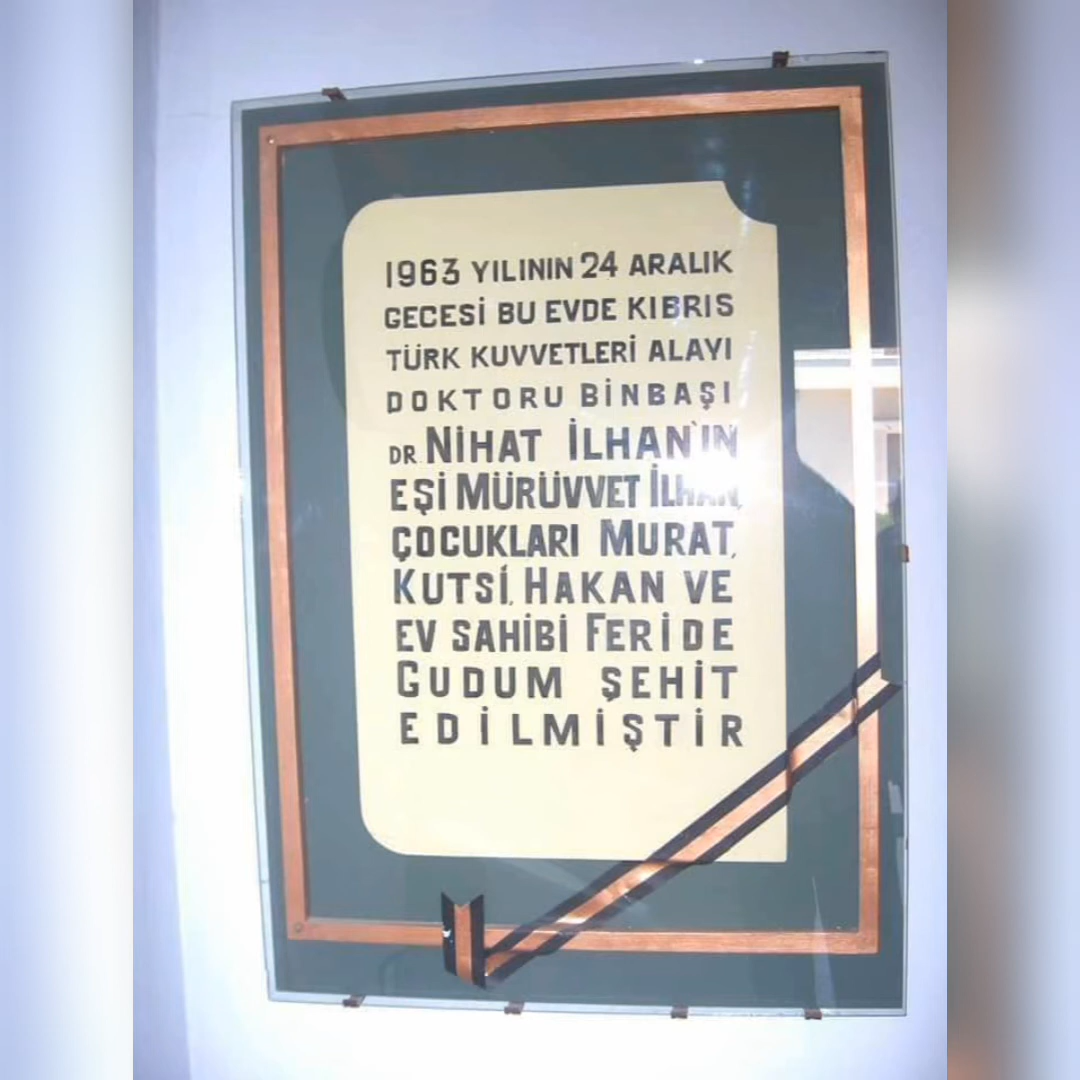 1963 YILININ 24 ARALIK
GECESİ BU EVDE KIBRIS
TÜRK KUVVETLERİ ALAYI
DOKTORU BİNBAŞI
DR. NİHAT İLHAN'IN
EŞİ MÜRÜVVET İLHAN,
ÇOCUKLARI MURAT,
KUTSİ, HAKAN VE
EV SAHİBİ FERİDE
GUDUM ŞEHİT
EDİLMİŞTİR